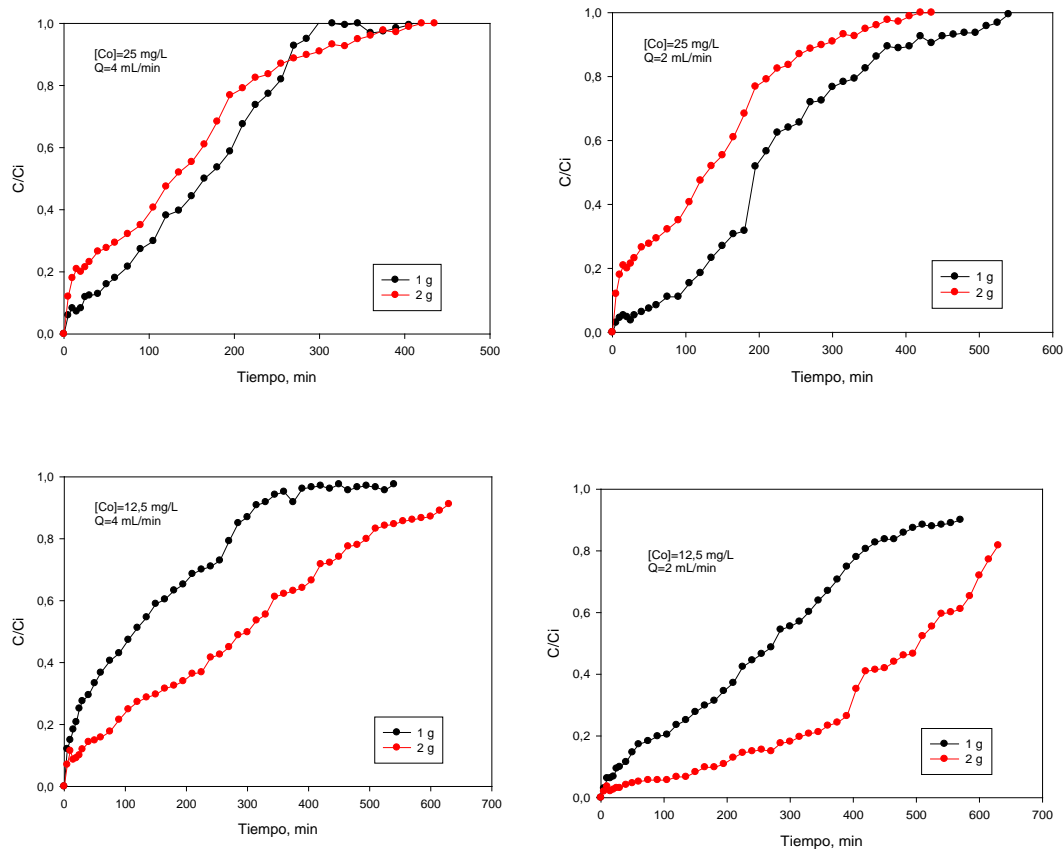 1,0
0,8
0,6
0,4
0,2
0,0
C/Ci
[Co]=25 mg/L
Q=4 mL/min
1 g
2 g
0 100 200 300 400 500
Tiempo, min
1,0
0,8
0,6
0,4
0,2
0,0
C/Ci
[Co]=25 mg/L
Q=2 mL/min
1 g
2 g
0 100 200 300 400 500 600
Tiempo, min
1,0
0,8
0,6
0,4
0,2
0,0
C/Ci
[Co]=12,5 mg/L
Q=4 mL/min
1 g
2 g
0 100 200 300 400 500 600 700
Tiempo, min
1,0
0,8
0,6
0,4
0,2
0,0
C/Ci
[Co]=12,5 mg/L
Q=2 mL/min
1 g
2 g
0 100 200 300 400 500 600 700
Tiempo, min